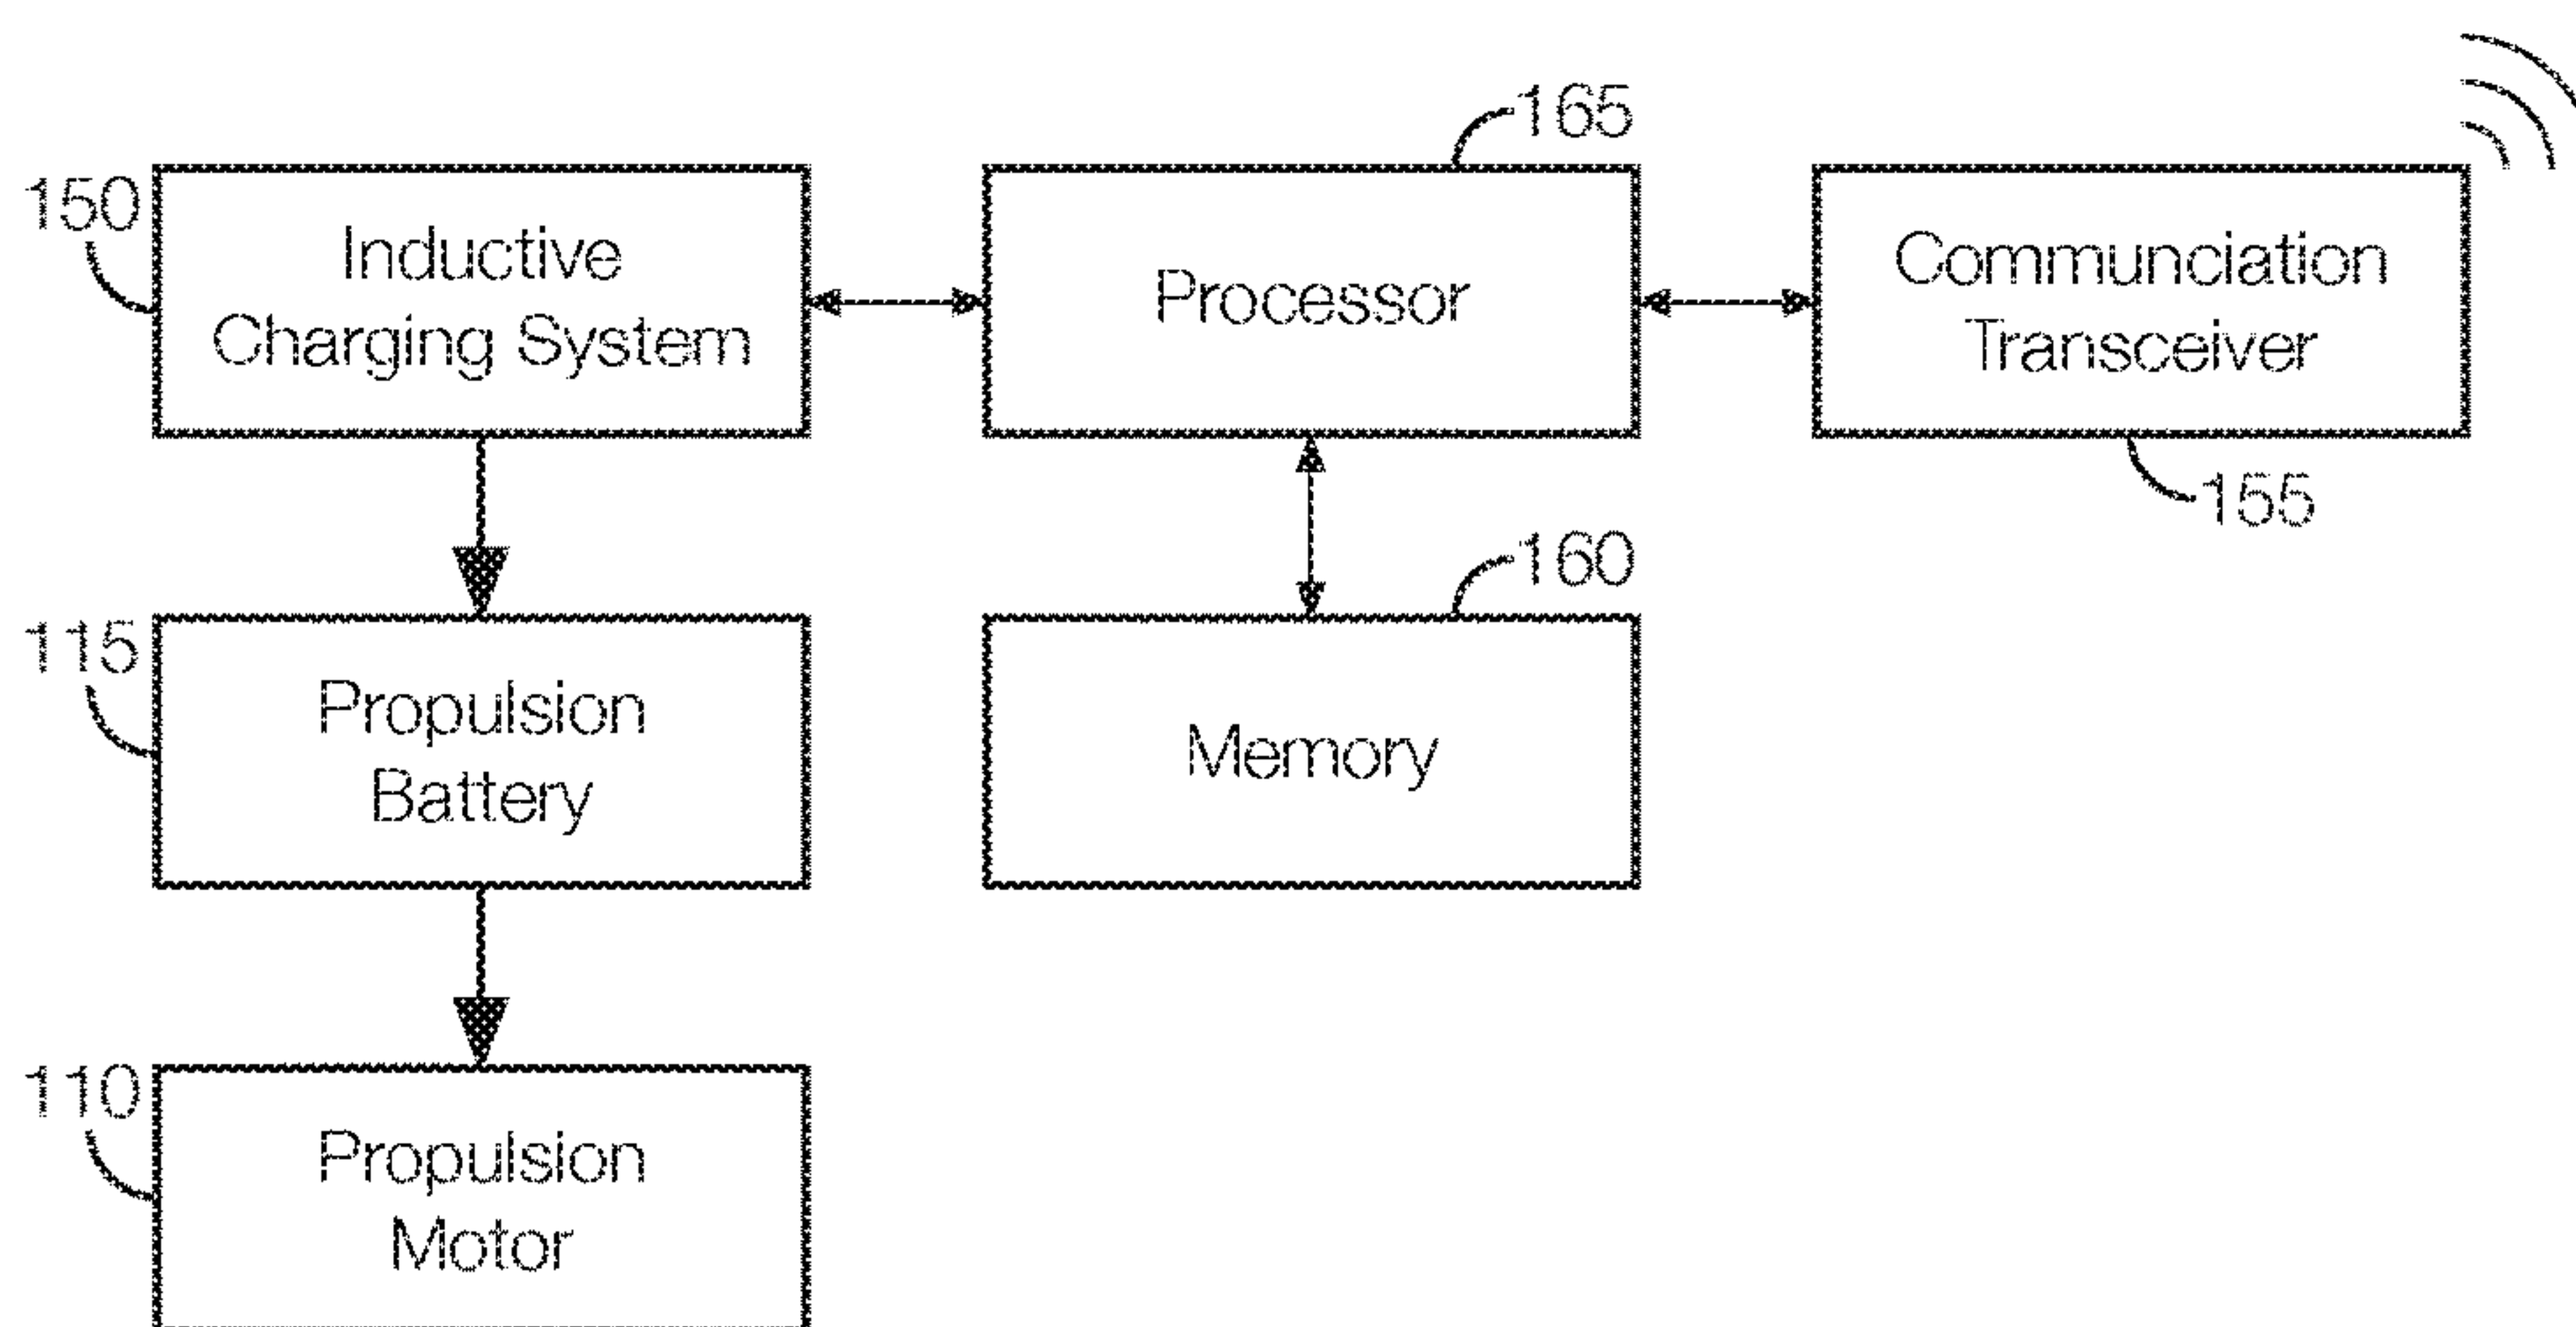 165
150
Inductive
Charging System
Processor
Communciation
Transceiver
155
160
115
Propulsion
Battery
Memory
110
Propulsion
Motor